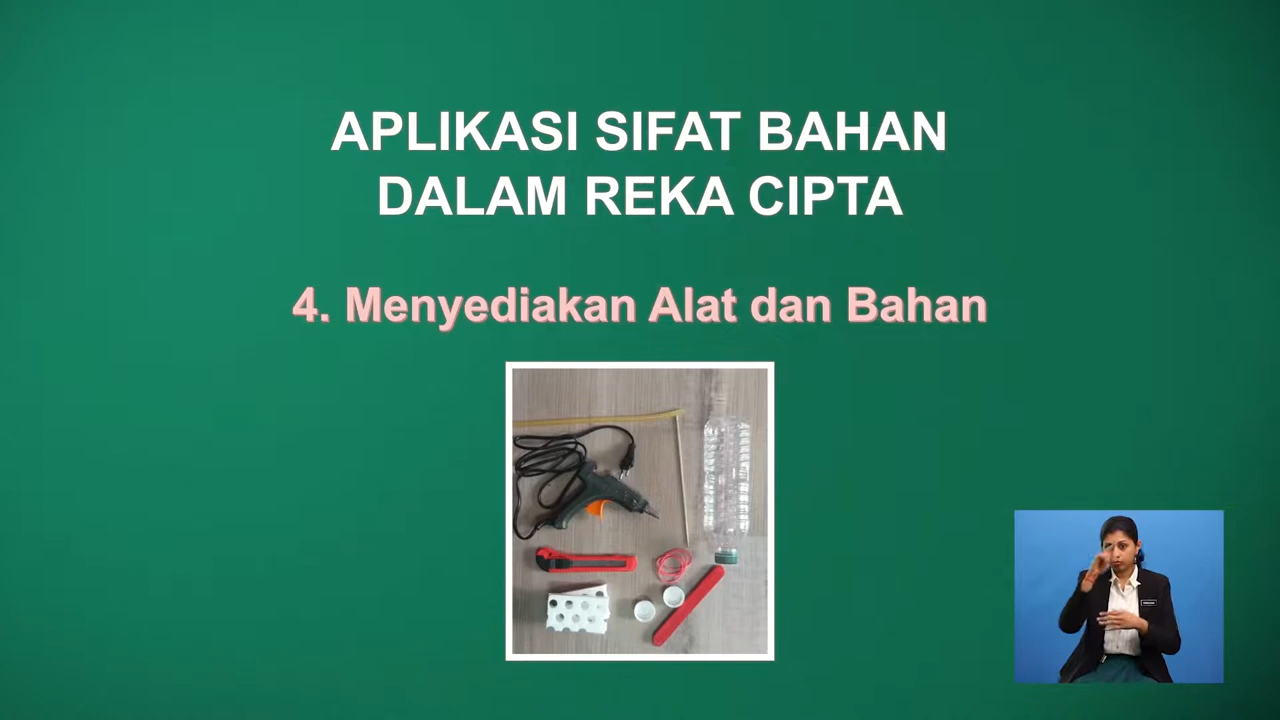 APLIKASI SIFAT BAHAN
DALAM REKA CIPTA
4. Menyediakan Alat dan Bahan